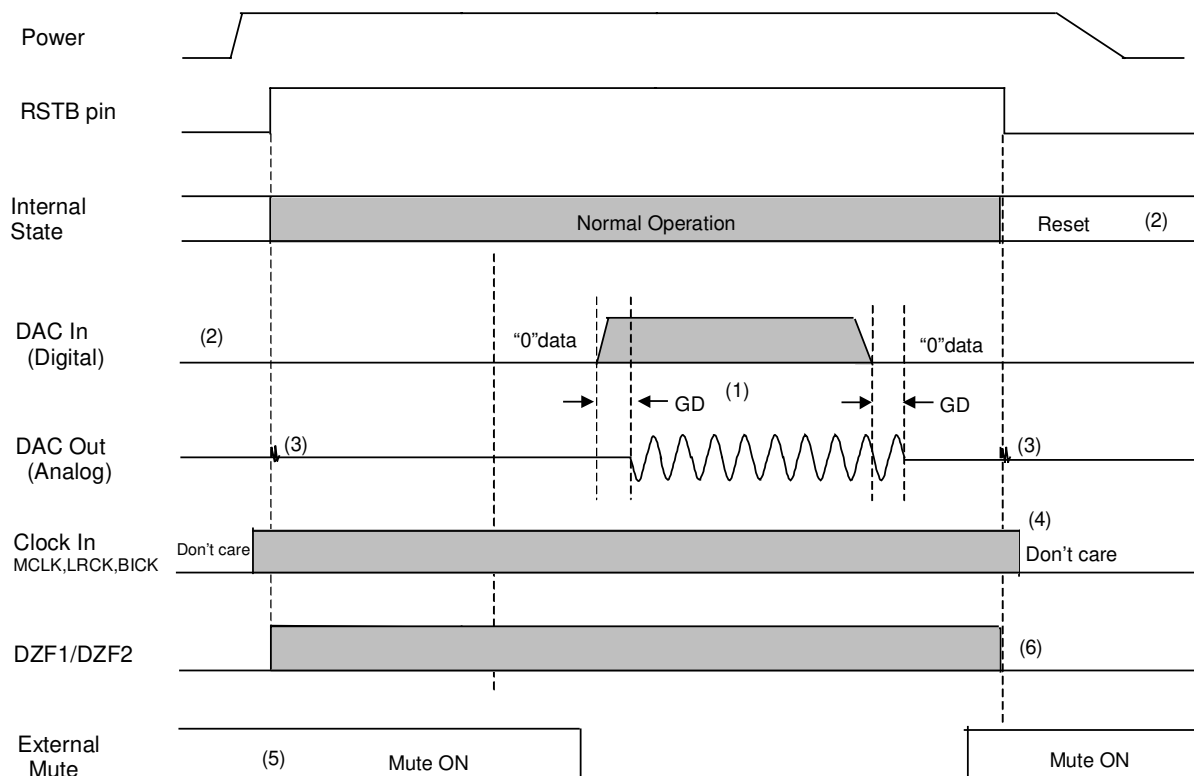 Power
RSTB pin
Internal
State
Normal Operation
Reset
(2)
DAC In
(Digital)
(2)
“0”data
“0”data
(1)
GD
GD
DAC Out
(Analog)
(3)
(3)
Clock In
MCLK,LRCK,BICK
Don’t care
(4)
Don’t care
DZF1/DZF2
(6)
External
Mute
(5)
Mute ON
Mute ON